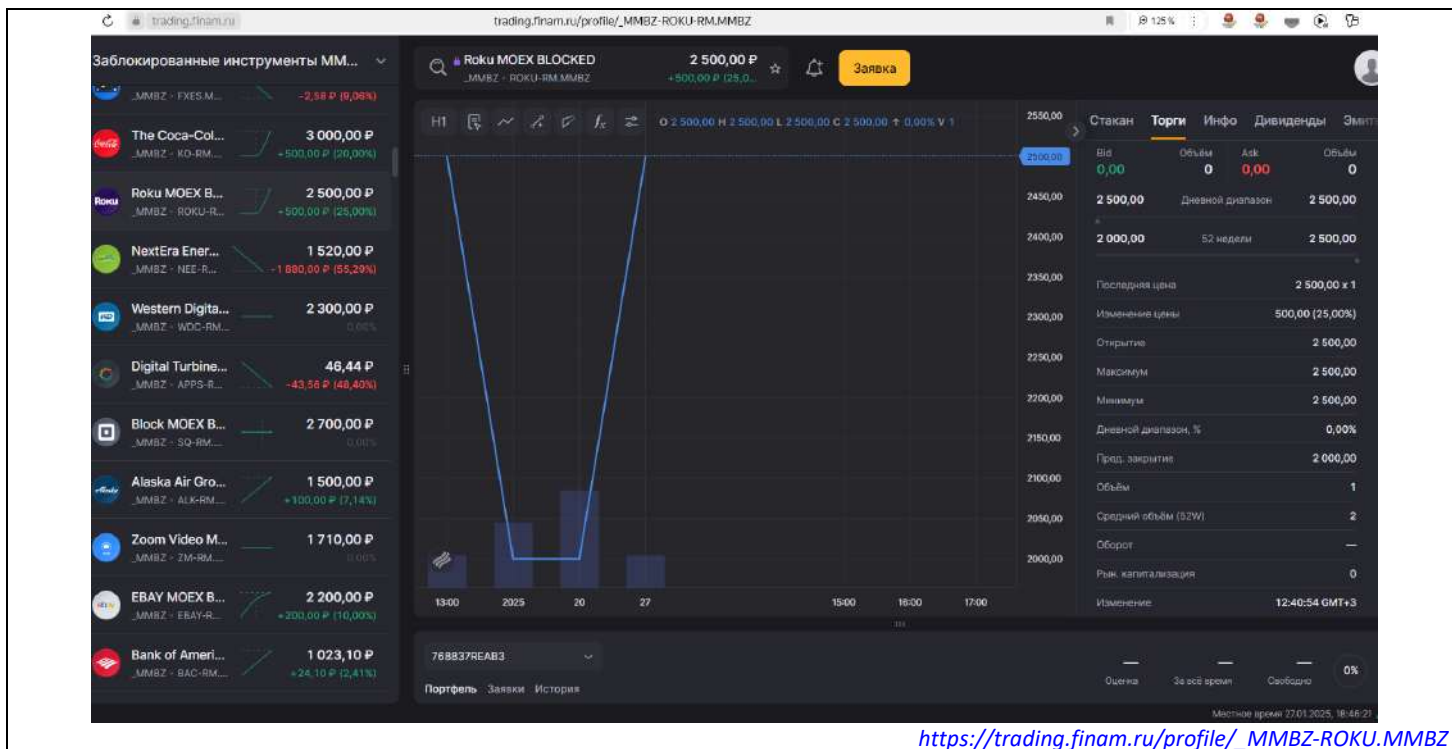 trading.finam.ru trading.finam.ru/profile/_MMBZ-ROKU-RM.MMBZ 125 %
Заблокированные инструменты ММ...
_MMBZ - FXES.M... -2,58 ₽ (9,06%)
The Coca-Col... 3 000,00 ₽
_MMBZ - KO-RM.... +500,00 ₽ (20,00%)
Roku MOEX B... 2 500,00 ₽
_MMBZ - ROKU-R... +500,00 ₽ (25,00%)
NextEra Ener... 1 520,00 ₽
_MMBZ - NEE-R... -1 880,00 ₽ (55,29%)
Western Digita... 2 300,00 ₽
_MMBZ - WDC-RM.... 0,00%
Digital Turbine... 46,44 ₽
_MMBZ - APPS-R... -43,56 ₽ (48,40%)
Block MOEX B... 2 700,00 ₽
_MMBZ - SQ-RM.... 0,00%
Alaska Air Gro... 1 500,00 ₽
_MMBZ - ALK-RM.... +100,00 ₽ (7,14%)
Zoom Video M... 1 710,00 ₽
_MMBZ - ZM-RM.... 0,00%
EBAY MOEX B... 2 200,00 ₽
_MMBZ - EBAY-R... +200,00 ₽ (10,00%)
Bank of Ameri... 1 023,10 ₽
_MMBZ - BAC-RM.... +24,10 ₽ (2,41%)
Roku MOEX BLOCKED 2 500,00 ₽
_MMBZ - ROKU-RM.MMBZ +500,00 ₽ (25,0...
Заявка
H1 fx O 2 500,00 H 2 500,00 L 2 500,00 C 2 500,00 0,00% V 1
2550,00
2500,00
2450,00
2400,00
2350,00
2300,00
2250,00
2200,00
2150,00
2100,00
2050,00
2000,00
13:00 2025 20 27 15:00 16:00 17:00
Стакан Торги Инфо Дивиденды Эмит
Bid Объём Ask Объём
0,00 0 0,00 0
2 500,00 Дневной диапазон 2 500,00
2 000,00 52 недели 2 500,00
Последняя цена 2 500,00 x 1
Изменение цены 500,00 (25,00%)
Открытие 2 500,00
Максимум 2 500,00
Минимум 2 500,00
Дневной диапазон, % 0,00%
Пред. закрытие 2 000,00
Объём 1
Средний объём (52W) 2
Оборот —
Рын. капитализация 0
Изменение 12:40:54 GMT+3
768837REAB3
Портфель Заявки История
— — — 0%
Оценка За всё время Свободно
Местное время 27.01.2025, 18:46:21
https://trading.finam.ru/profile/_MMBZ-ROKU.MMBZ